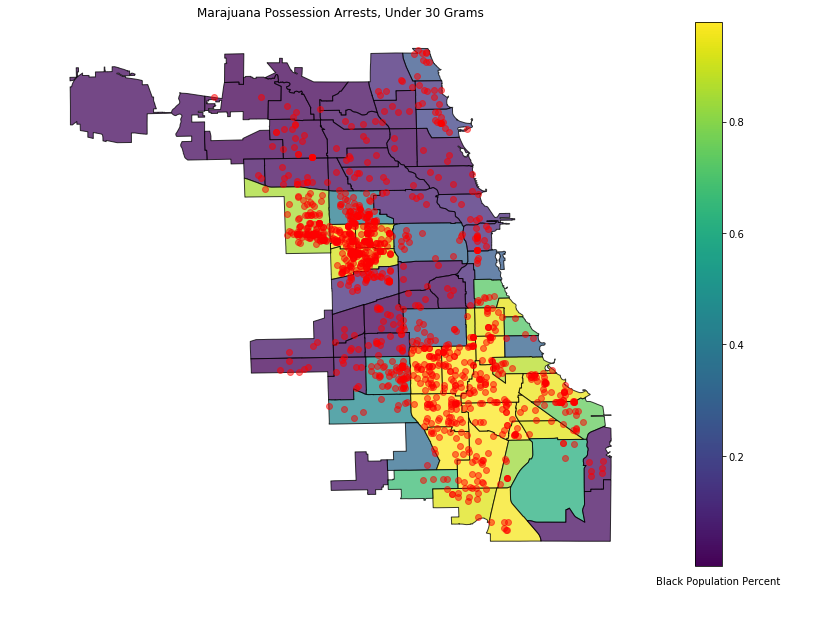 Marajuana Possession Arrests, Under 30 Grams
0.8
0.6
0.4
0.2
Black Population Percent